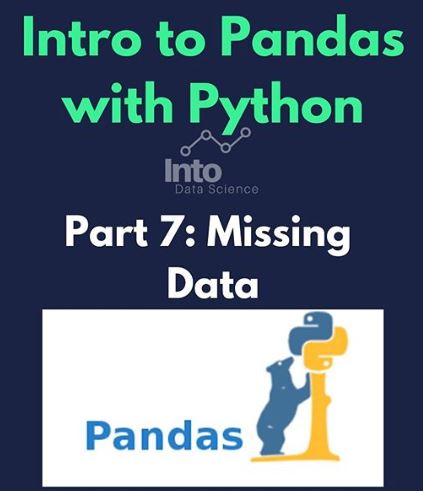 Intro to Pandas
with Python
Into
Data Science
Part 7: Missing
Data
Pandas